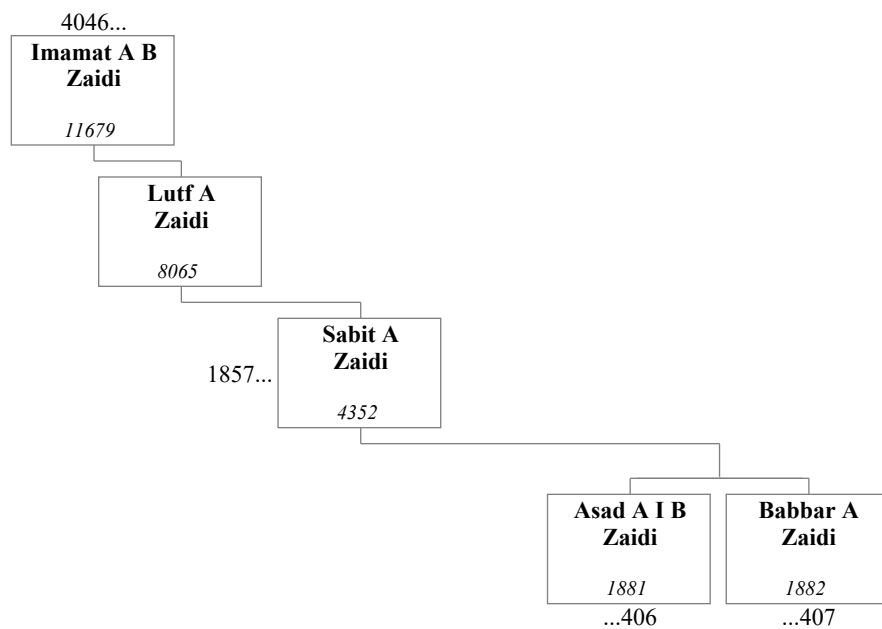 4046...
Imamat A B
Zaidi
11679
Lutf A
Zaidi
8065
Sabit A
Zaidi
1857...
4352
Asad A I B
Zaidi
1881
...406
Babbar A
Zaidi
1882
...407